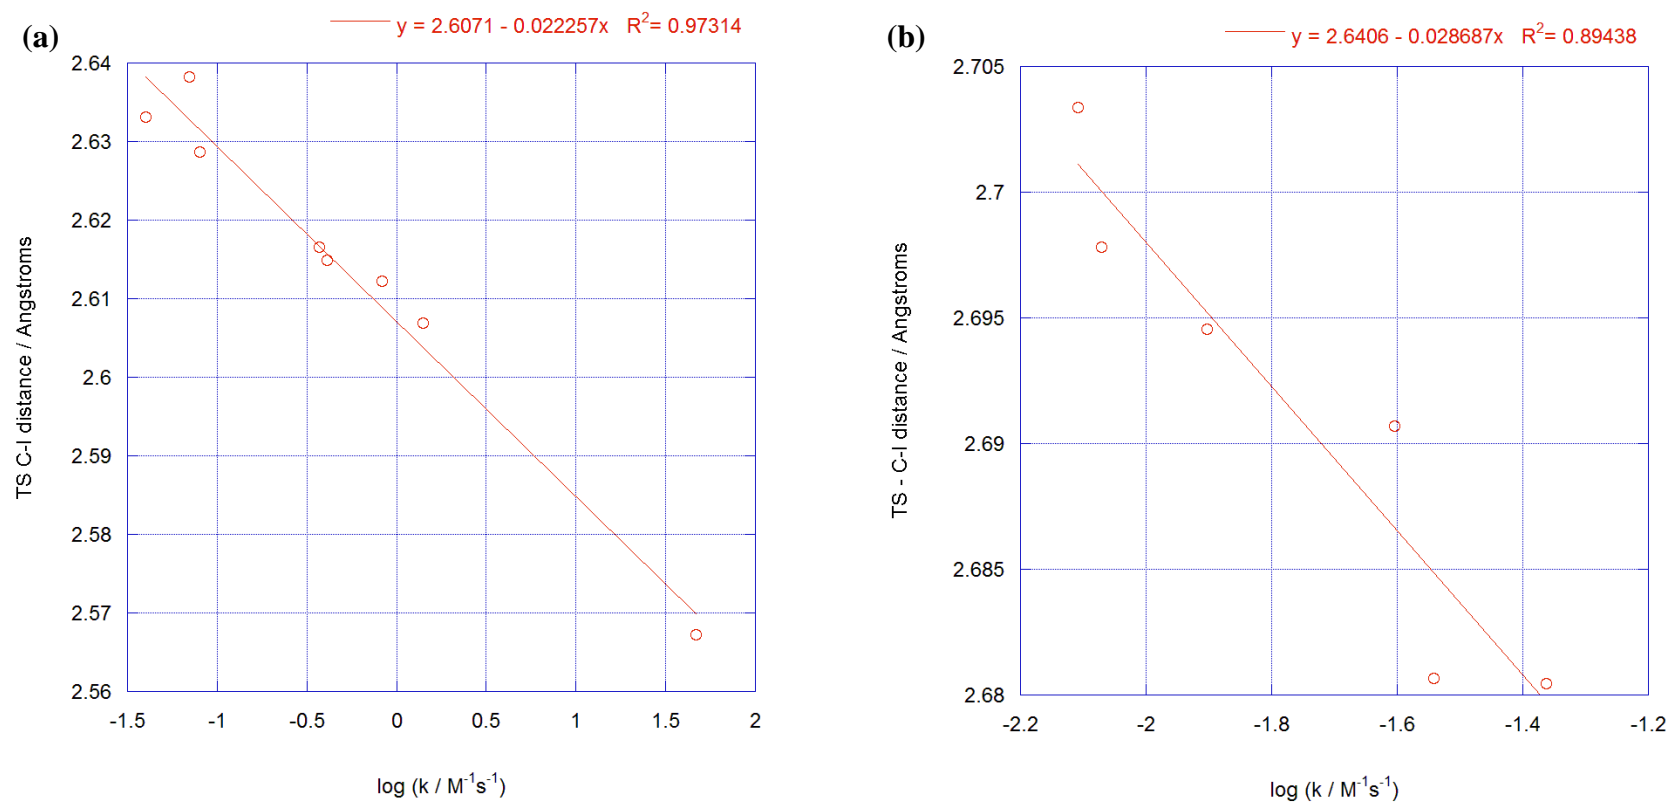 (a)
y = 2.6071 - 0.022257x R²= 0.97314
2.64
2.63
2.62
2.61
2.6
2.59
2.58
2.57
2.56
TS C-I distance / Angstroms
-1.5 -1 -0.5 0 0.5 1 1.5 2
log (k / M⁻¹s⁻¹)
(b)
y = 2.6406 - 0.028687x R²= 0.89438
2.705
2.7
2.695
2.69
2.685
2.68
TS - C-I distance / Angstroms
-2.2 -2 -1.8 -1.6 -1.4 -1.2
log (k / M⁻¹s⁻¹)